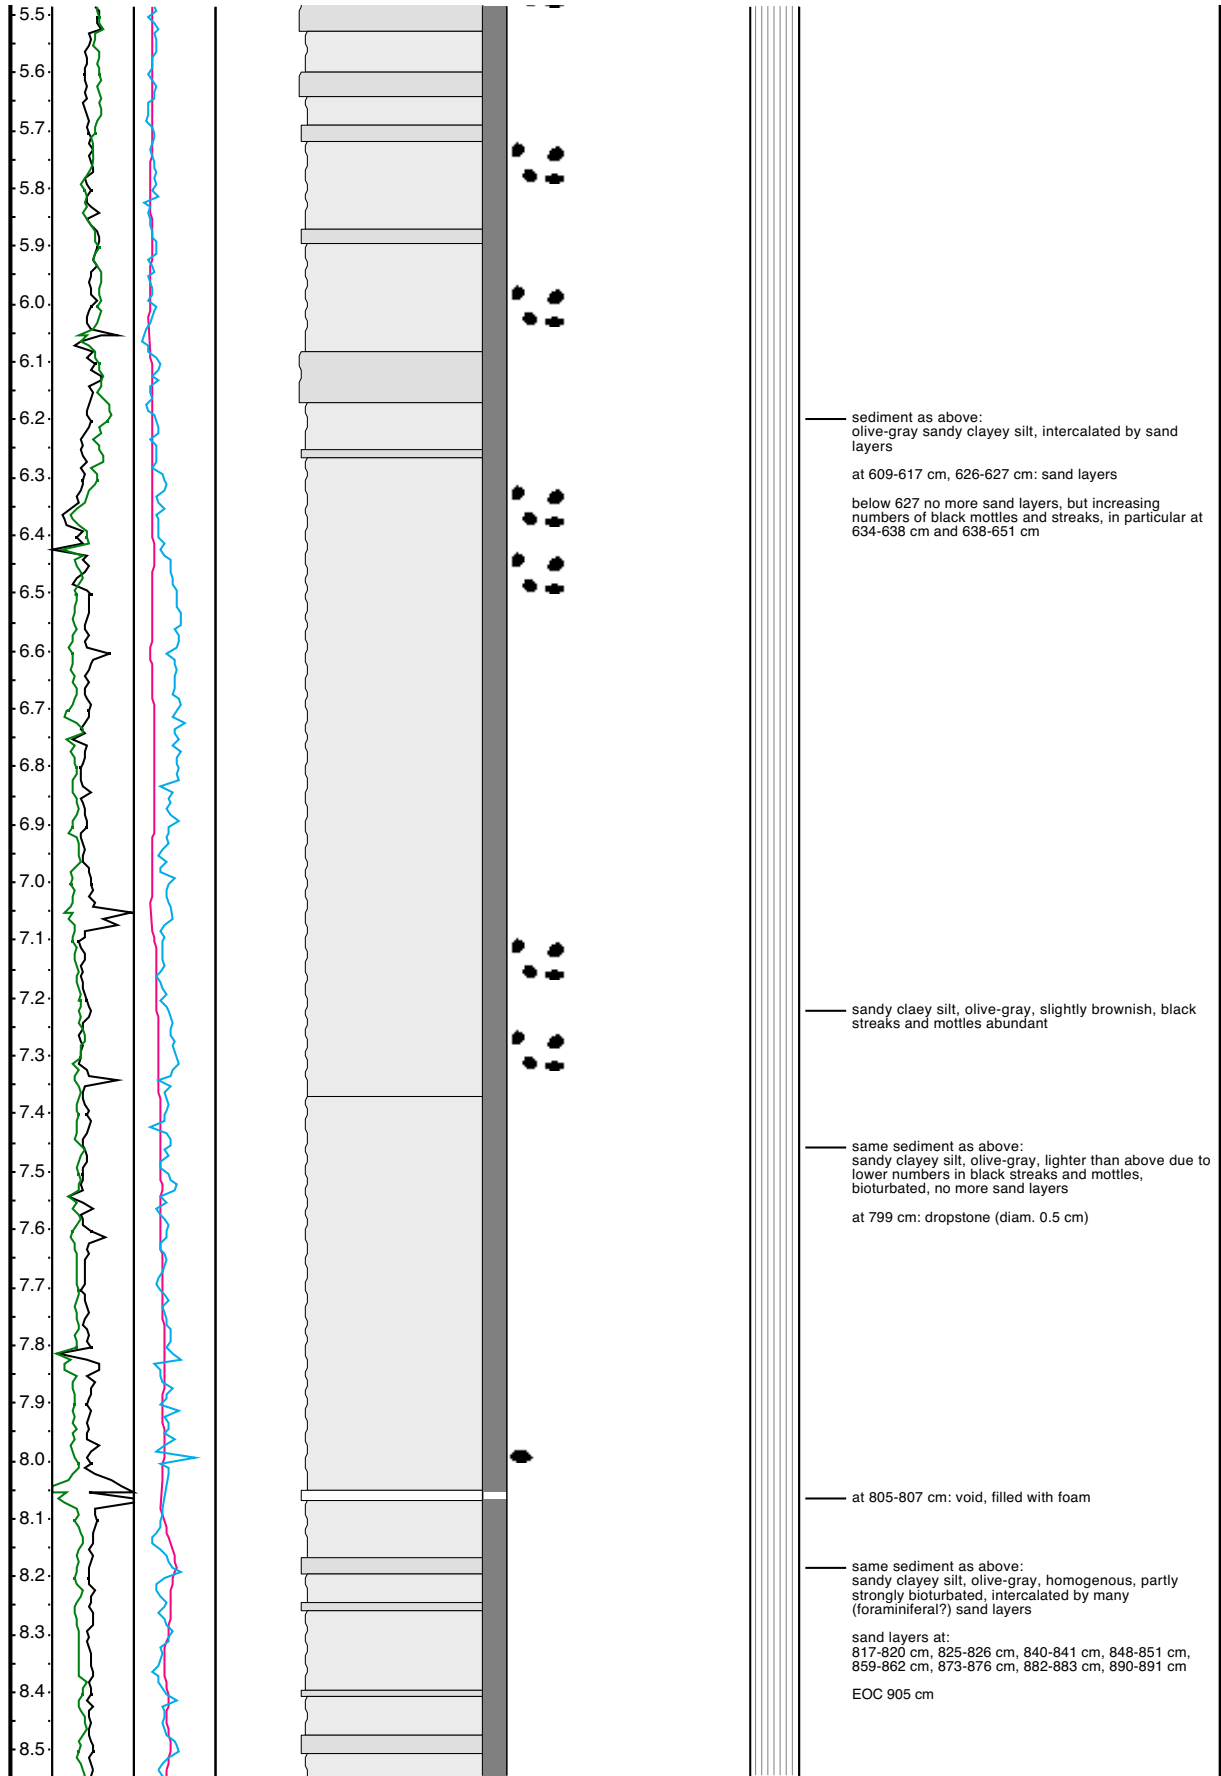 5.5
5.6
5.7
5.8
5.9
6.0
6.1
6.2
6.3
6.4
6.5
6.6
6.7
6.8
6.9
7.0
7.1
7.2
7.3
7.4
7.5
7.6
7.7
7.8
7.9
8.0
8.1
8.2
8.3
8.4
8.5
sediment as above:
olive-gray sandy clayey silt, intercalated by sand
layers
at 609-617 cm, 626-627 cm: sand layers
below 627 no more sand layers, but increasing
numbers of black mottles and streaks, in particular at
634-638 cm and 638-651 cm
sandy claey silt, olive-gray, slightly brownish, black
streaks and mottles abundant
same sediment as above:
sandy clayey silt, olive-gray, lighter than above due to
lower numbers in black streaks and mottles,
bioturbated, no more sand layers
at 799 cm: dropstone (diam. 0.5 cm)
at 805-807 cm: void, filled with foam
same sediment as above:
sandy clayey silt, olive-gray, homogenous, partly
strongly bioturbated, intercalated by many
(foraminiferal?) sand layers
sand layers at:
817-820 cm, 825-826 cm, 840-841 cm, 848-851 cm,
859-862 cm, 873-876 cm, 882-883 cm, 890-891 cm
EOC 905 cm